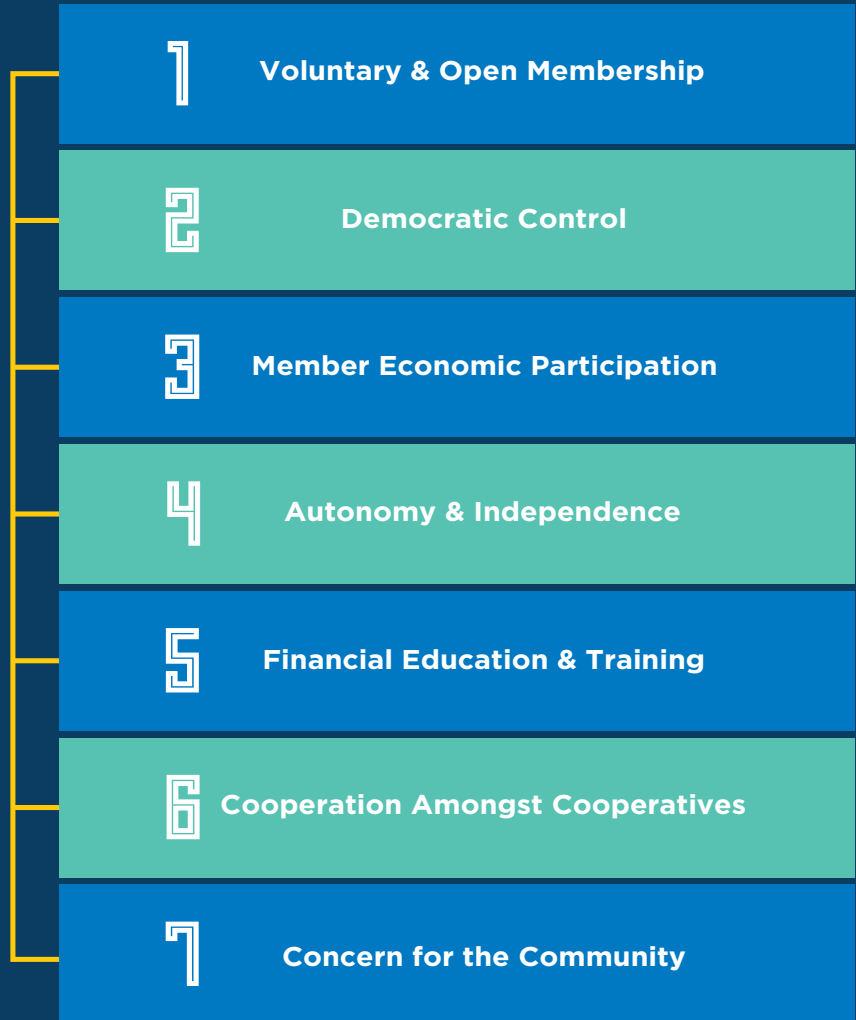 1 Voluntary & Open Membership
2 Democratic Control
3 Member Economic Participation
4 Autonomy & Independence
5 Financial Education & Training
6 Cooperation Amongst Cooperatives
7 Concern for the Community